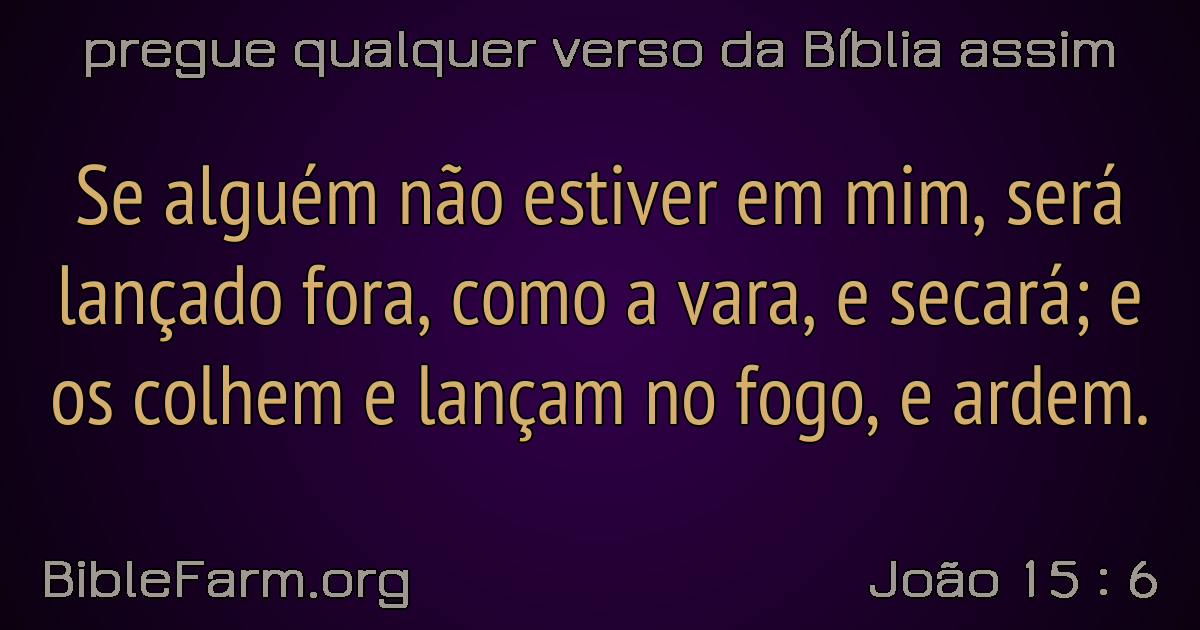 pregue qualquer verso da Bíblia assim
Se alguém não estiver em mim, será
lançado fora, como a vara, e secará; e
os colhem e lançam no fogo, e ardem.
BibleFarm.org
João 15 : 6